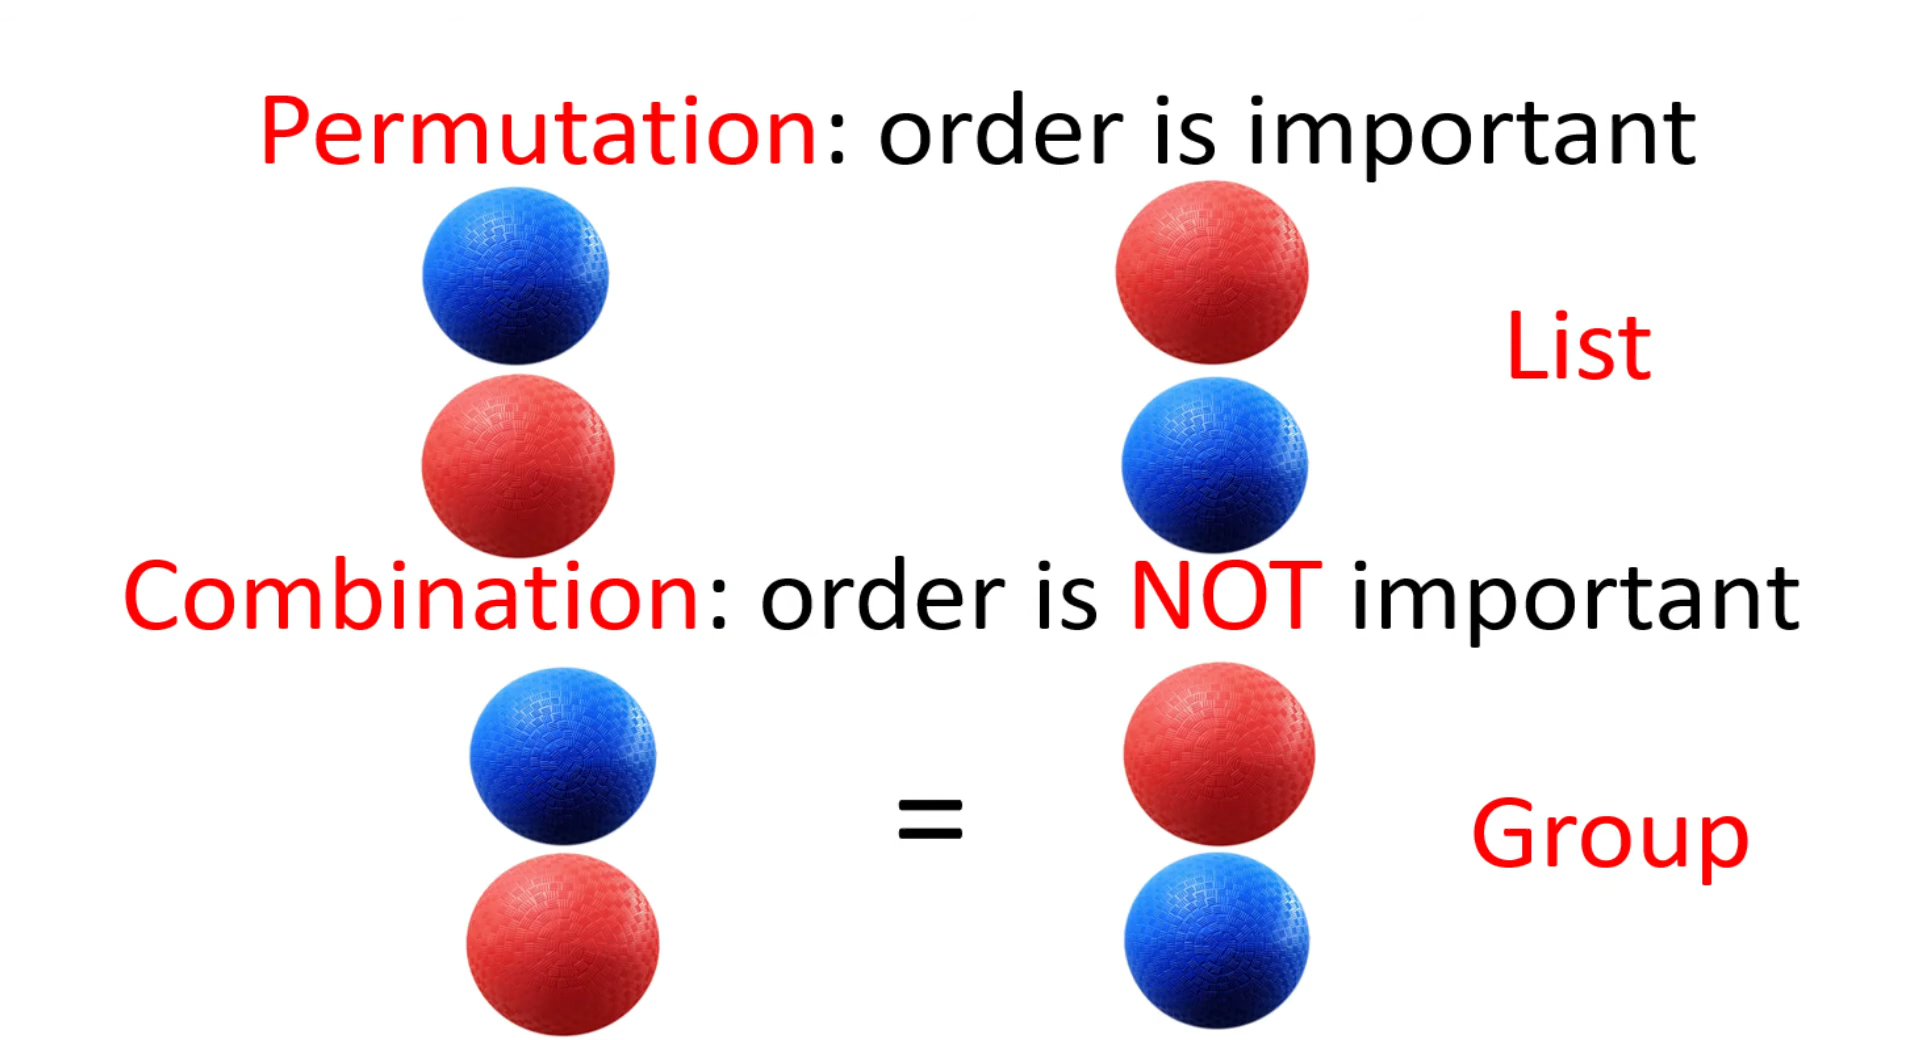 Permutation: order is important
List
Combination: order is NOT important
=
Group